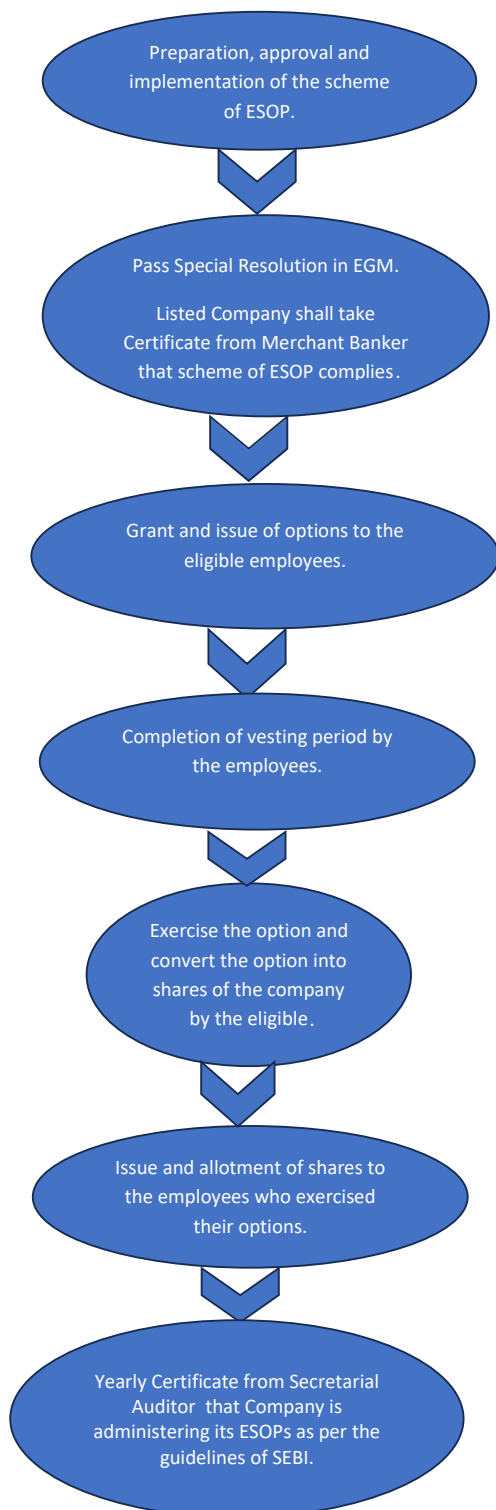 Preparation, approval and
implementation of the scheme
of ESOP.
Pass Special Resolution in EGM.
Listed Company shall take
Certificate from Merchant Banker
that scheme of ESOP complies.
Grant and issue of options to the
eligible employees.
Completion of vesting period by
the employees.
Exercise the option and
convert the option into
shares of the company
by the eligible.
Issue and allotment of shares to
the employees who exercised
their options.
Yearly Certificate from Secretarial
Auditor that Company is
administering its ESOPs as per the
guidelines of SEBI.